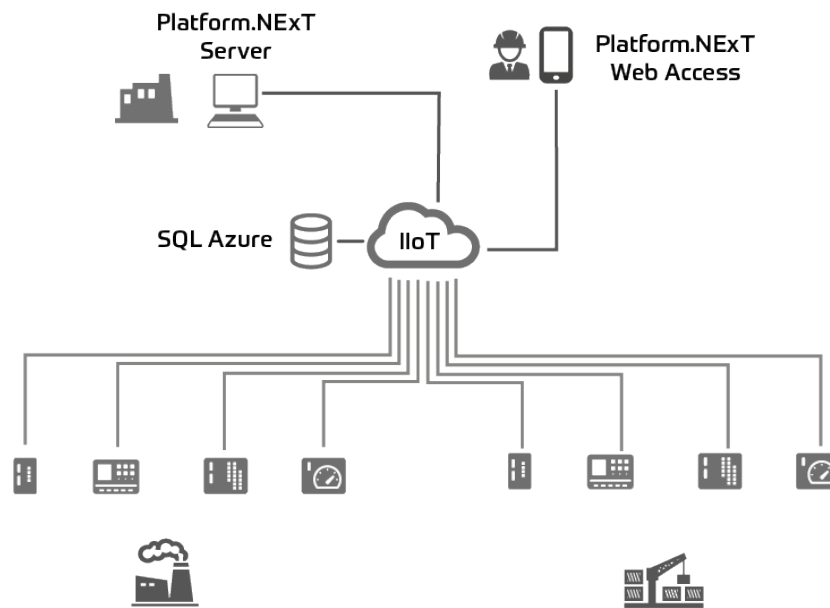 Platform.NExT
Server
Platform.NExT
Web Access
SQL Azure
IIoT